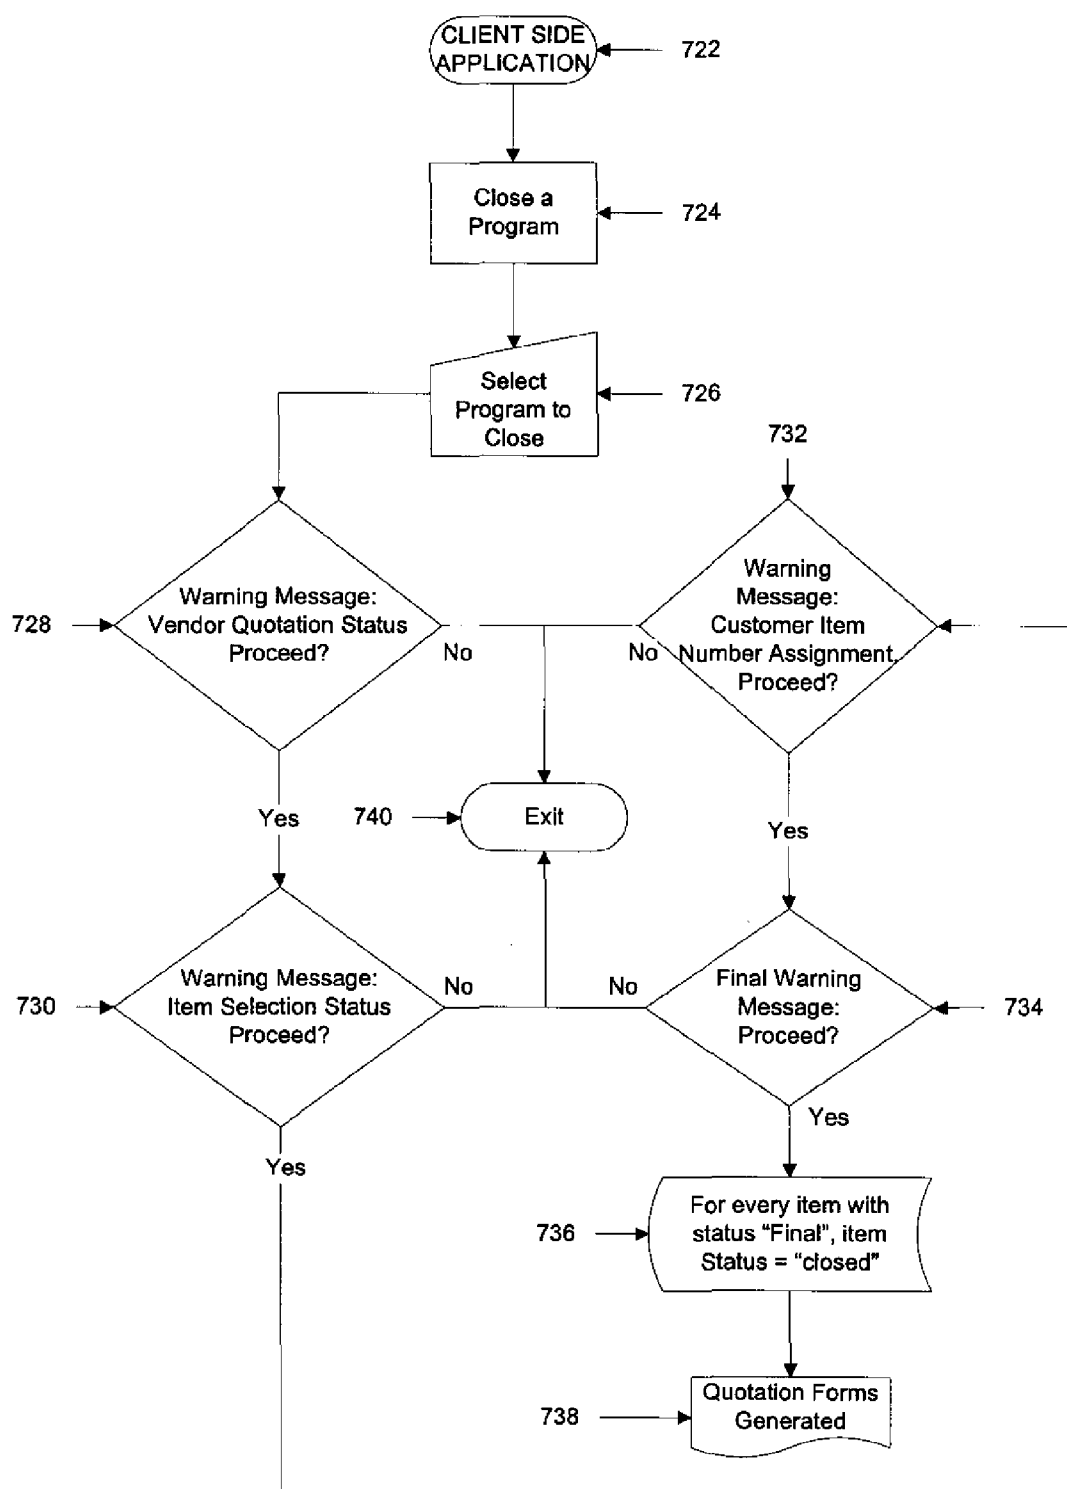 CLIENT SIDE
APPLICATION
722
Close a
Program
724
Select
Program to
Close
726
732
Warning Message:
Vendor Quotation Status
Proceed?
728
No
Warning
Message:
Customer Item
Number Assignment.
Proceed?
No
Yes
Exit
740
Yes
Warning Message:
Item Selection Status
Proceed?
730
No
Final Warning
Message:
Proceed?
No
734
Yes
Yes
For every item with
status “Final”, item
Status = “closed”
736
Quotation Forms
Generated
738